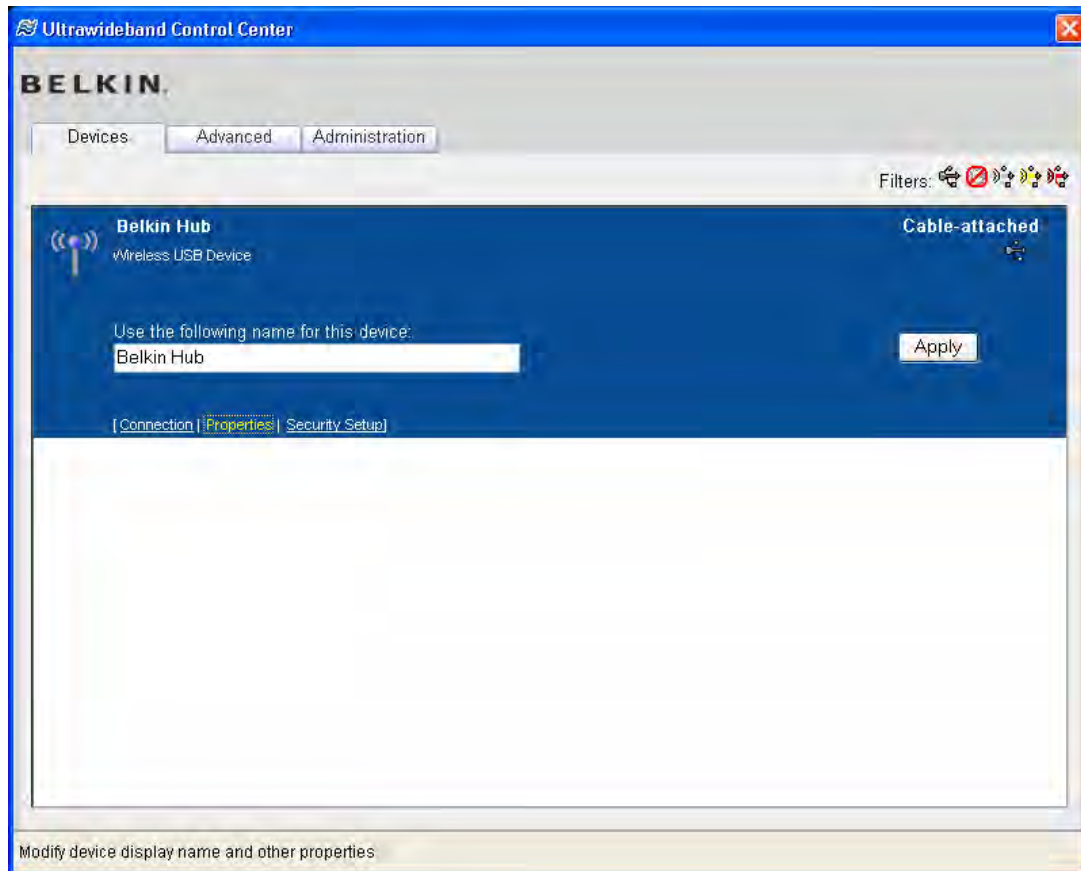 Ultrawideband Control Center
BELKIN.
Devices Advanced Administration
Filters:
Belkin Hub Cable-attached
Wireless USB Device
Use the following name for this device:
Belkin Hub Apply
[ Connection | Properties | Security Setup]
Modify device display name and other properties